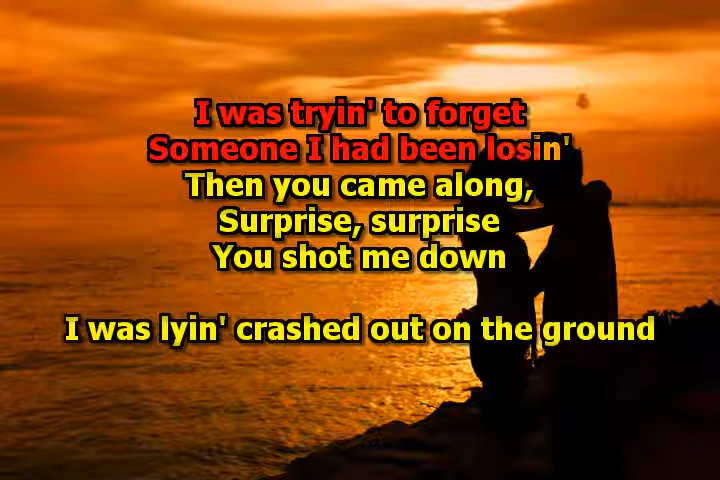 I was tryin' to forget
Someone I had been losin'
Then you came along,
Surprise, surprise
You shot me down
I was lyin' crashed out on the ground